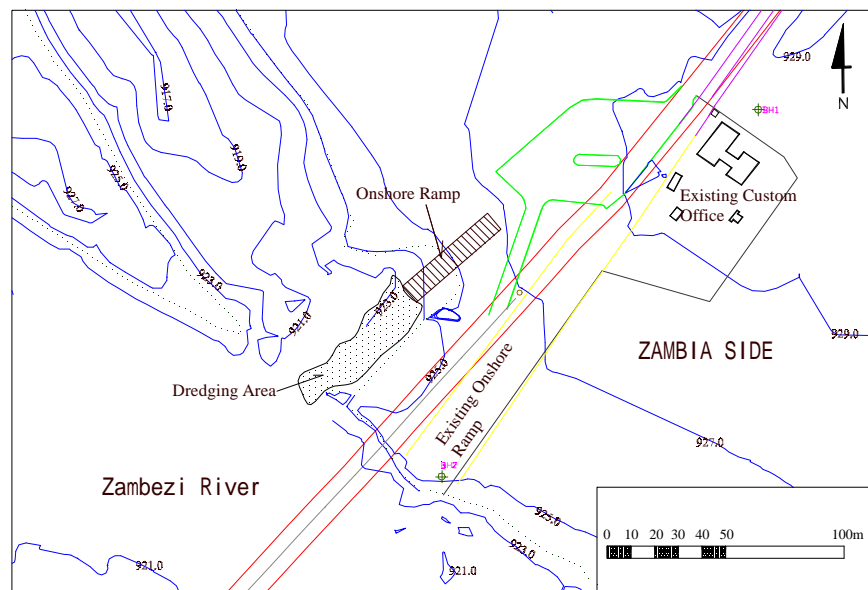 929.0
917.0
BH1
919.0
925.0
N
927.0
Onshore Ramp
Existing Custom
Office
923.0
923.0
921.0
929.0
ZAMBIA SIDE
925.0
Dredging Area
Existing Onshore
Ramp
927.0
Zambezi River
925.0
923.0
921.0
921.0
0 10 20 30 40 50 100m